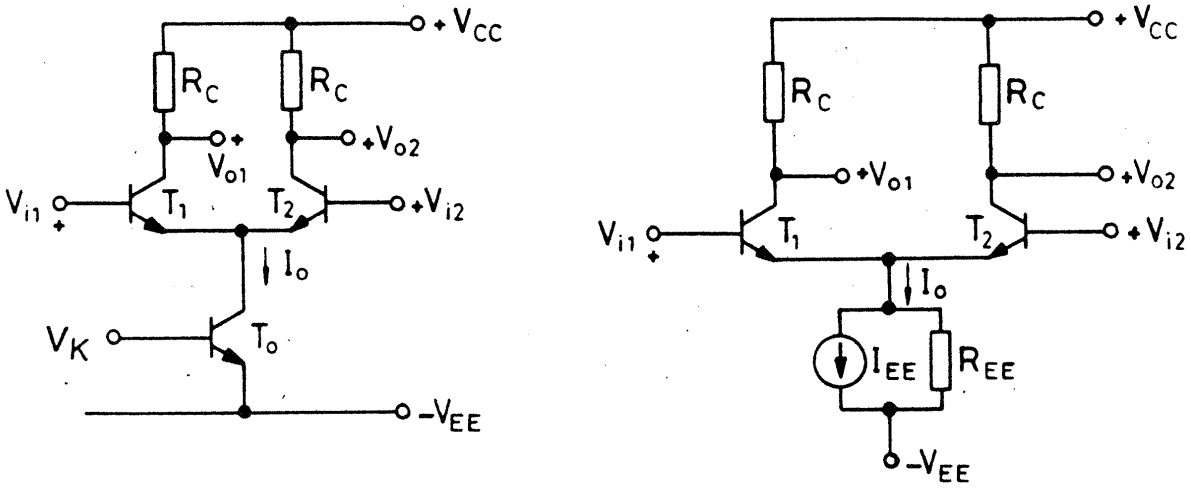 + VCC
RC
RC
+
Vo1
+Vo2
Vi1
+
T1
T2
+Vi2
Io
VK
To
-VEE
+ VCC
RC
RC
+Vo1
+Vo2
Vi1
+
T1
T2
+ Vi2
Io
IEE
REE
-VEE